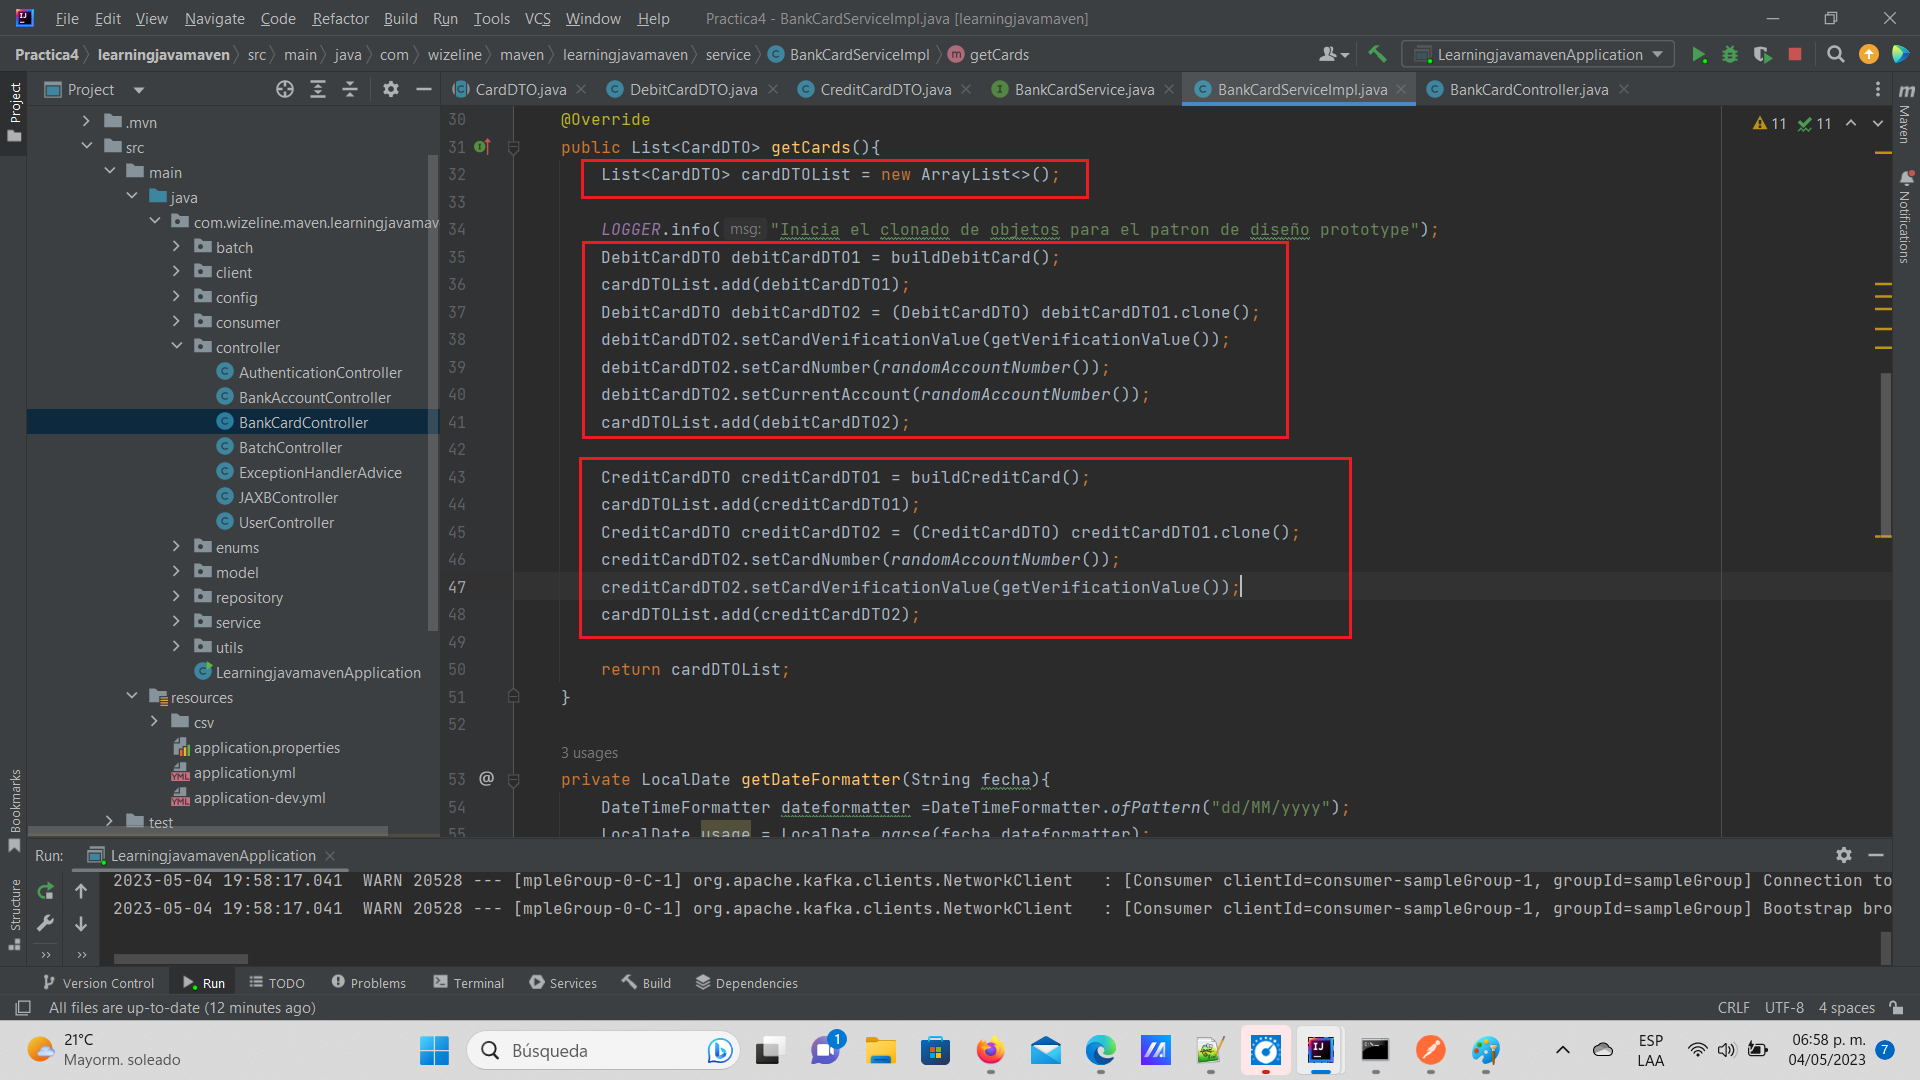 File Edit View Navigate Code Refactor Build Run Tools VCS Window Help Practica4 - BankCardServiceImpl.java [learningjavamaven]
Practica4 learningjavamaven src main java com wizeline maven learningjavamaven service BankCardServiceImpl getCards LearningjavamavenApplication
Project
CardDTO.java DebitCardDTO.java CreditCardDTO.java BankCardService.java BankCardServiceImpl.java BankCardController.java
Project
Maven
Notifications
Bookmarks
Structure
.mvn
src
main
java
com.wizeline.maven.learningjavamav
batch
client
config
consumer
controller
AuthenticationController
BankAccountController
BankCardController
BatchController
ExceptionHandlerAdvice
JAXBController
UserController
enums
model
repository
service
utils
LearningjavamavenApplication
resources
csv
application.properties
application.yml
application-dev.yml
test
11 11
30 @Override
31 public List<CardDTO> getCards(){
32 List<CardDTO> cardDTOList = new ArrayList<>();
33
34 LOGGER.info( msg: "Inicia el clonado de objetos para el patron de diseño prototype");
35 DebitCardDTO debitCardDTO1 = buildDebitCard();
36 cardDTOList.add(debitCardDTO1);
37 DebitCardDTO debitCardDTO2 = (DebitCardDTO) debitCardDTO1.clone();
38 debitCardDTO2.setCardVerificationValue(getVerificationValue());
39 debitCardDTO2.setCardNumber(randomAccountNumber());
40 debitCardDTO2.setCurrentAccount(randomAccountNumber());
41 cardDTOList.add(debitCardDTO2);
42
43 CreditCardDTO creditCardDTO1 = buildCreditCard();
44 cardDTOList.add(creditCardDTO1);
45 CreditCardDTO creditCardDTO2 = (CreditCardDTO) creditCardDTO1.clone();
46 creditCardDTO2.setCardNumber(randomAccountNumber());
47 creditCardDTO2.setCardVerificationValue(getVerificationValue());
48 cardDTOList.add(creditCardDTO2);
49
50 return cardDTOList;
51 }
52
3 usages
53 @ private LocalDate getDateFormatter(String fecha){
54 DateTimeFormatter dateformatter =DateTimeFormatter.ofPattern("dd/MM/yyyy");
55 LocalDate usage = LocalDate.parse(fecha,dateformatter);
Run: LearningjavamavenApplication
2023-05-04 19:58:17.041 WARN 20528 --- [mpleGroup-0-C-1] org.apache.kafka.clients.NetworkClient : [Consumer clientId=consumer-sampleGroup-1, groupId=sampleGroup] Connection to
2023-05-04 19:58:17.041 WARN 20528 --- [mpleGroup-0-C-1] org.apache.kafka.clients.NetworkClient : [Consumer clientId=consumer-sampleGroup-1, groupId=sampleGroup] Bootstrap bro
Version Control Run TODO Problems Terminal Services Build Dependencies
All files are up-to-date (12 minutes ago) CRLF UTF-8 4 spaces
21°C
Mayorm. soleado
Búsqueda
1
ESP
LAA
06:58 p. m.
04/05/2023
7